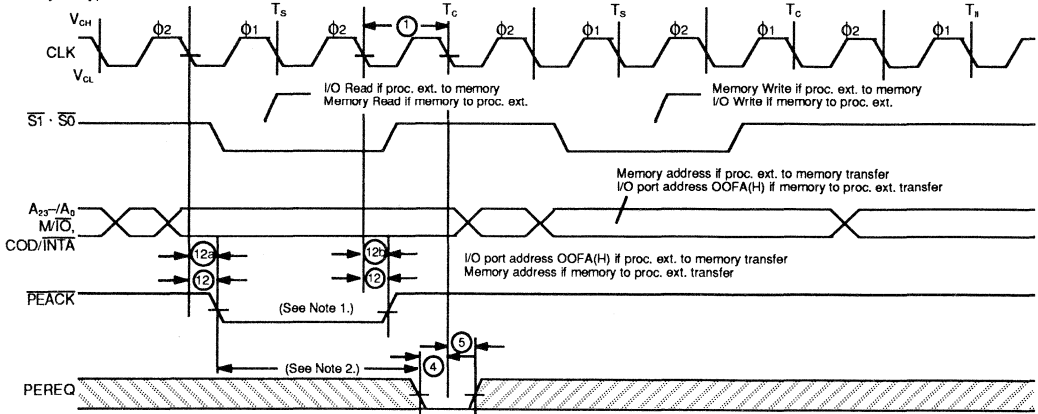 T_S T_C T_S T_C T_II
V_CH
ϕ2 ϕ1 ϕ2 1 ϕ2 ϕ1 ϕ2 ϕ1 ϕ2 ϕ1
CLK
V_CL
I/O Read if proc. ext. to memory
Memory Read if memory to proc. ext.
Memory Write if proc. ext. to memory
I/O Write if memory to proc. ext.
S1 · S0
Memory address if proc. ext. to memory transfer
I/O port address OOFA(H) if memory to proc. ext. transfer
A23-/A0
M/IO,
COD/INTA
12a 12b
I/O port address OOFA(H) if proc. ext. to memory transfer
Memory address if memory to proc. ext. transfer
12 12
PEACK
(See Note 1.)
5
(See Note 2.)
4
PEREQ